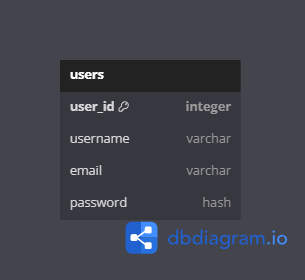 users
user_id integer
username varchar
email varchar
password hash
dbdiagram.io